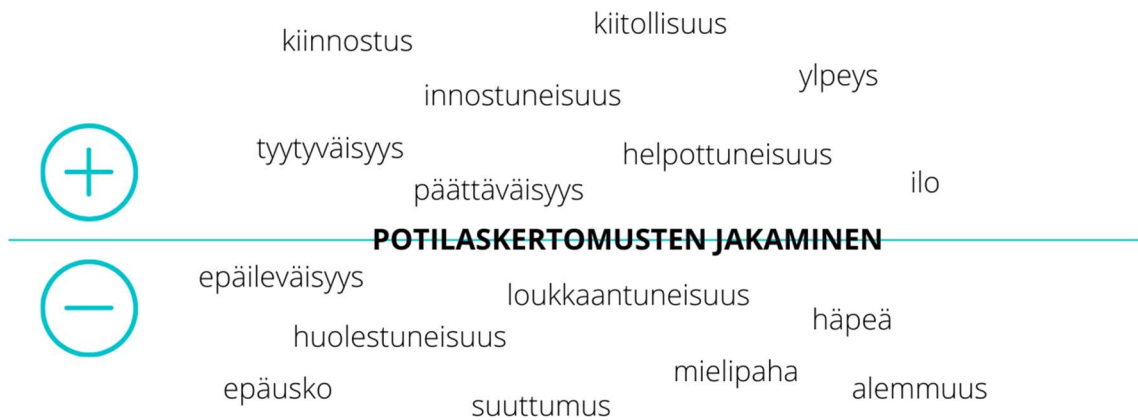 kiitollisuus
kiinnostus
ylpeys
innostuneisuus
tyytyväisyys
helpottuneisuus
ilo
päättäväisyys
POTILASKERTOMUSTEN JAKAMINEN
epäileväisyys
loukkaantuneisuus
häpeä
huolestuneisuus
mielipaha
epäusko
alemmuus
suuttumus